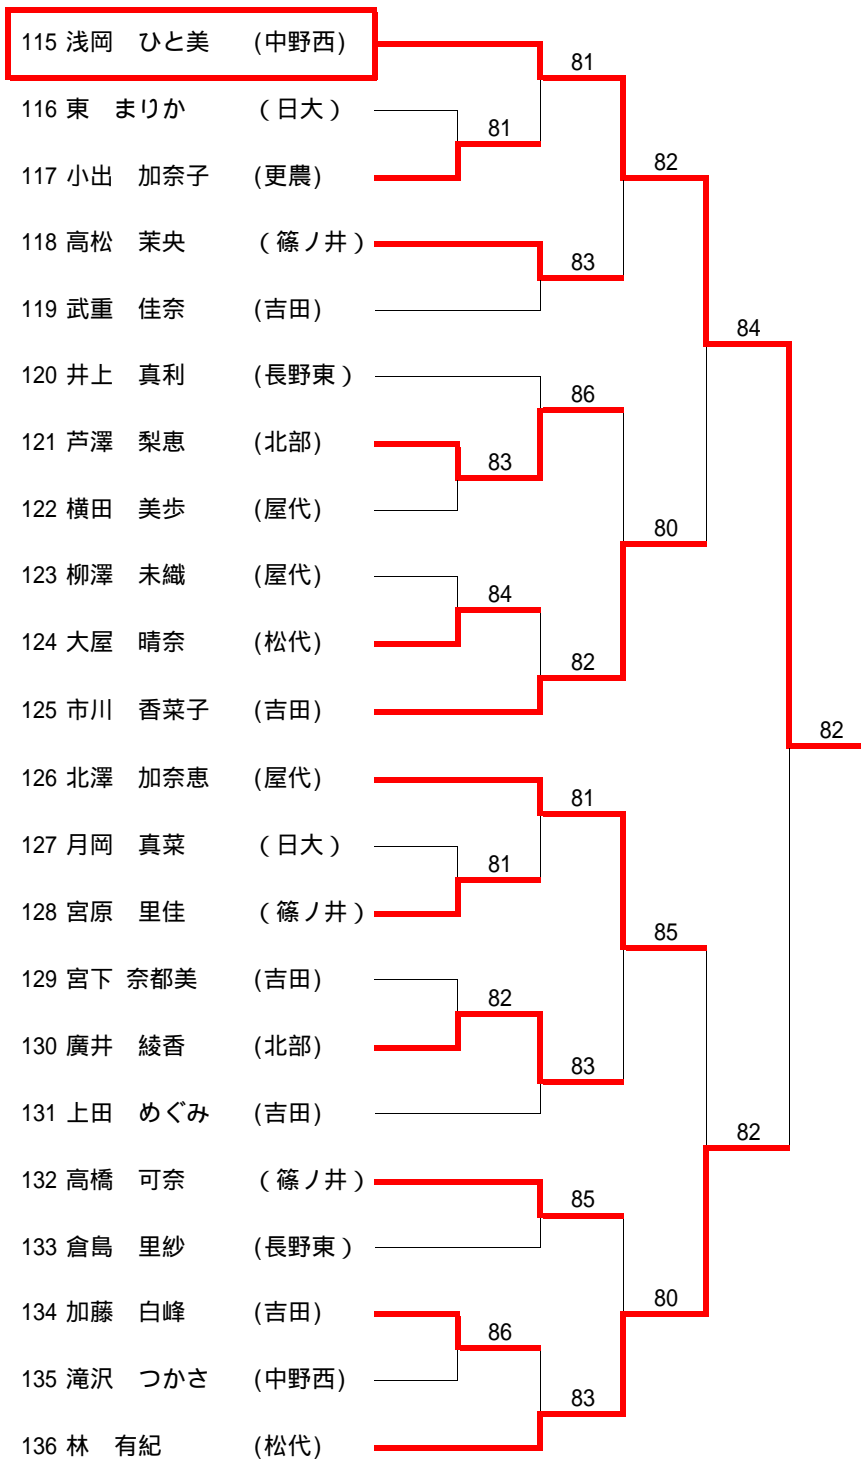 115 浅岡　ひと美　(中野西)
81
116 東　まりか　(日大)
81
117 小出　加奈子　(更農)
82
118 高松　茉央　(篠ノ井)
83
119 武重　佳奈　(吉田)
84
120 井上　真利　(長野東)
86
121 芦澤　梨恵　(北部)
83
122 横田　美歩　(屋代)
80
123 柳澤　未織　(屋代)
84
124 大屋　晴奈　(松代)
82
125 市川　香菜子　(吉田)
82
126 北澤　加奈恵　(屋代)
81
127 月岡　真菜　(日大)
81
128 宮原　里佳　(篠ノ井)
85
129 宮下 奈都美　(吉田)
82
130 廣井　綾香　(北部)
83
131 上田　めぐみ　(吉田)
82
132 高橋　可奈　(篠ノ井)
85
133 倉島　里紗　(長野東)
80
134 加藤　白峰　(吉田)
86
135 滝沢　つかさ　(中野西)
83
136 林　有紀　(松代)